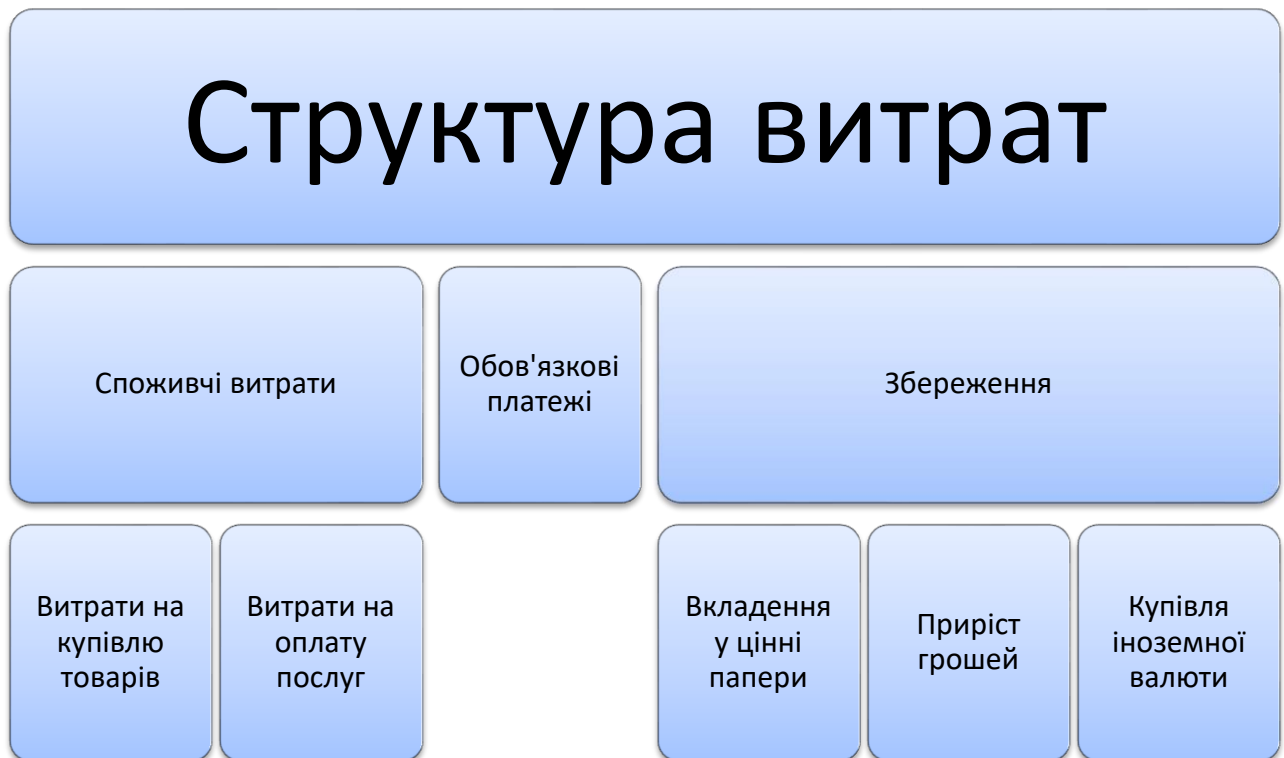 Структура витрат
Споживчі витрати
Обов'язкові
платежі
Збереження
Витрати на
купівлю
товарів
Витрати на
оплату
послуг
Вкладення
у цінні
папери
Приріст
грошей
Купівля
іноземної
валюти